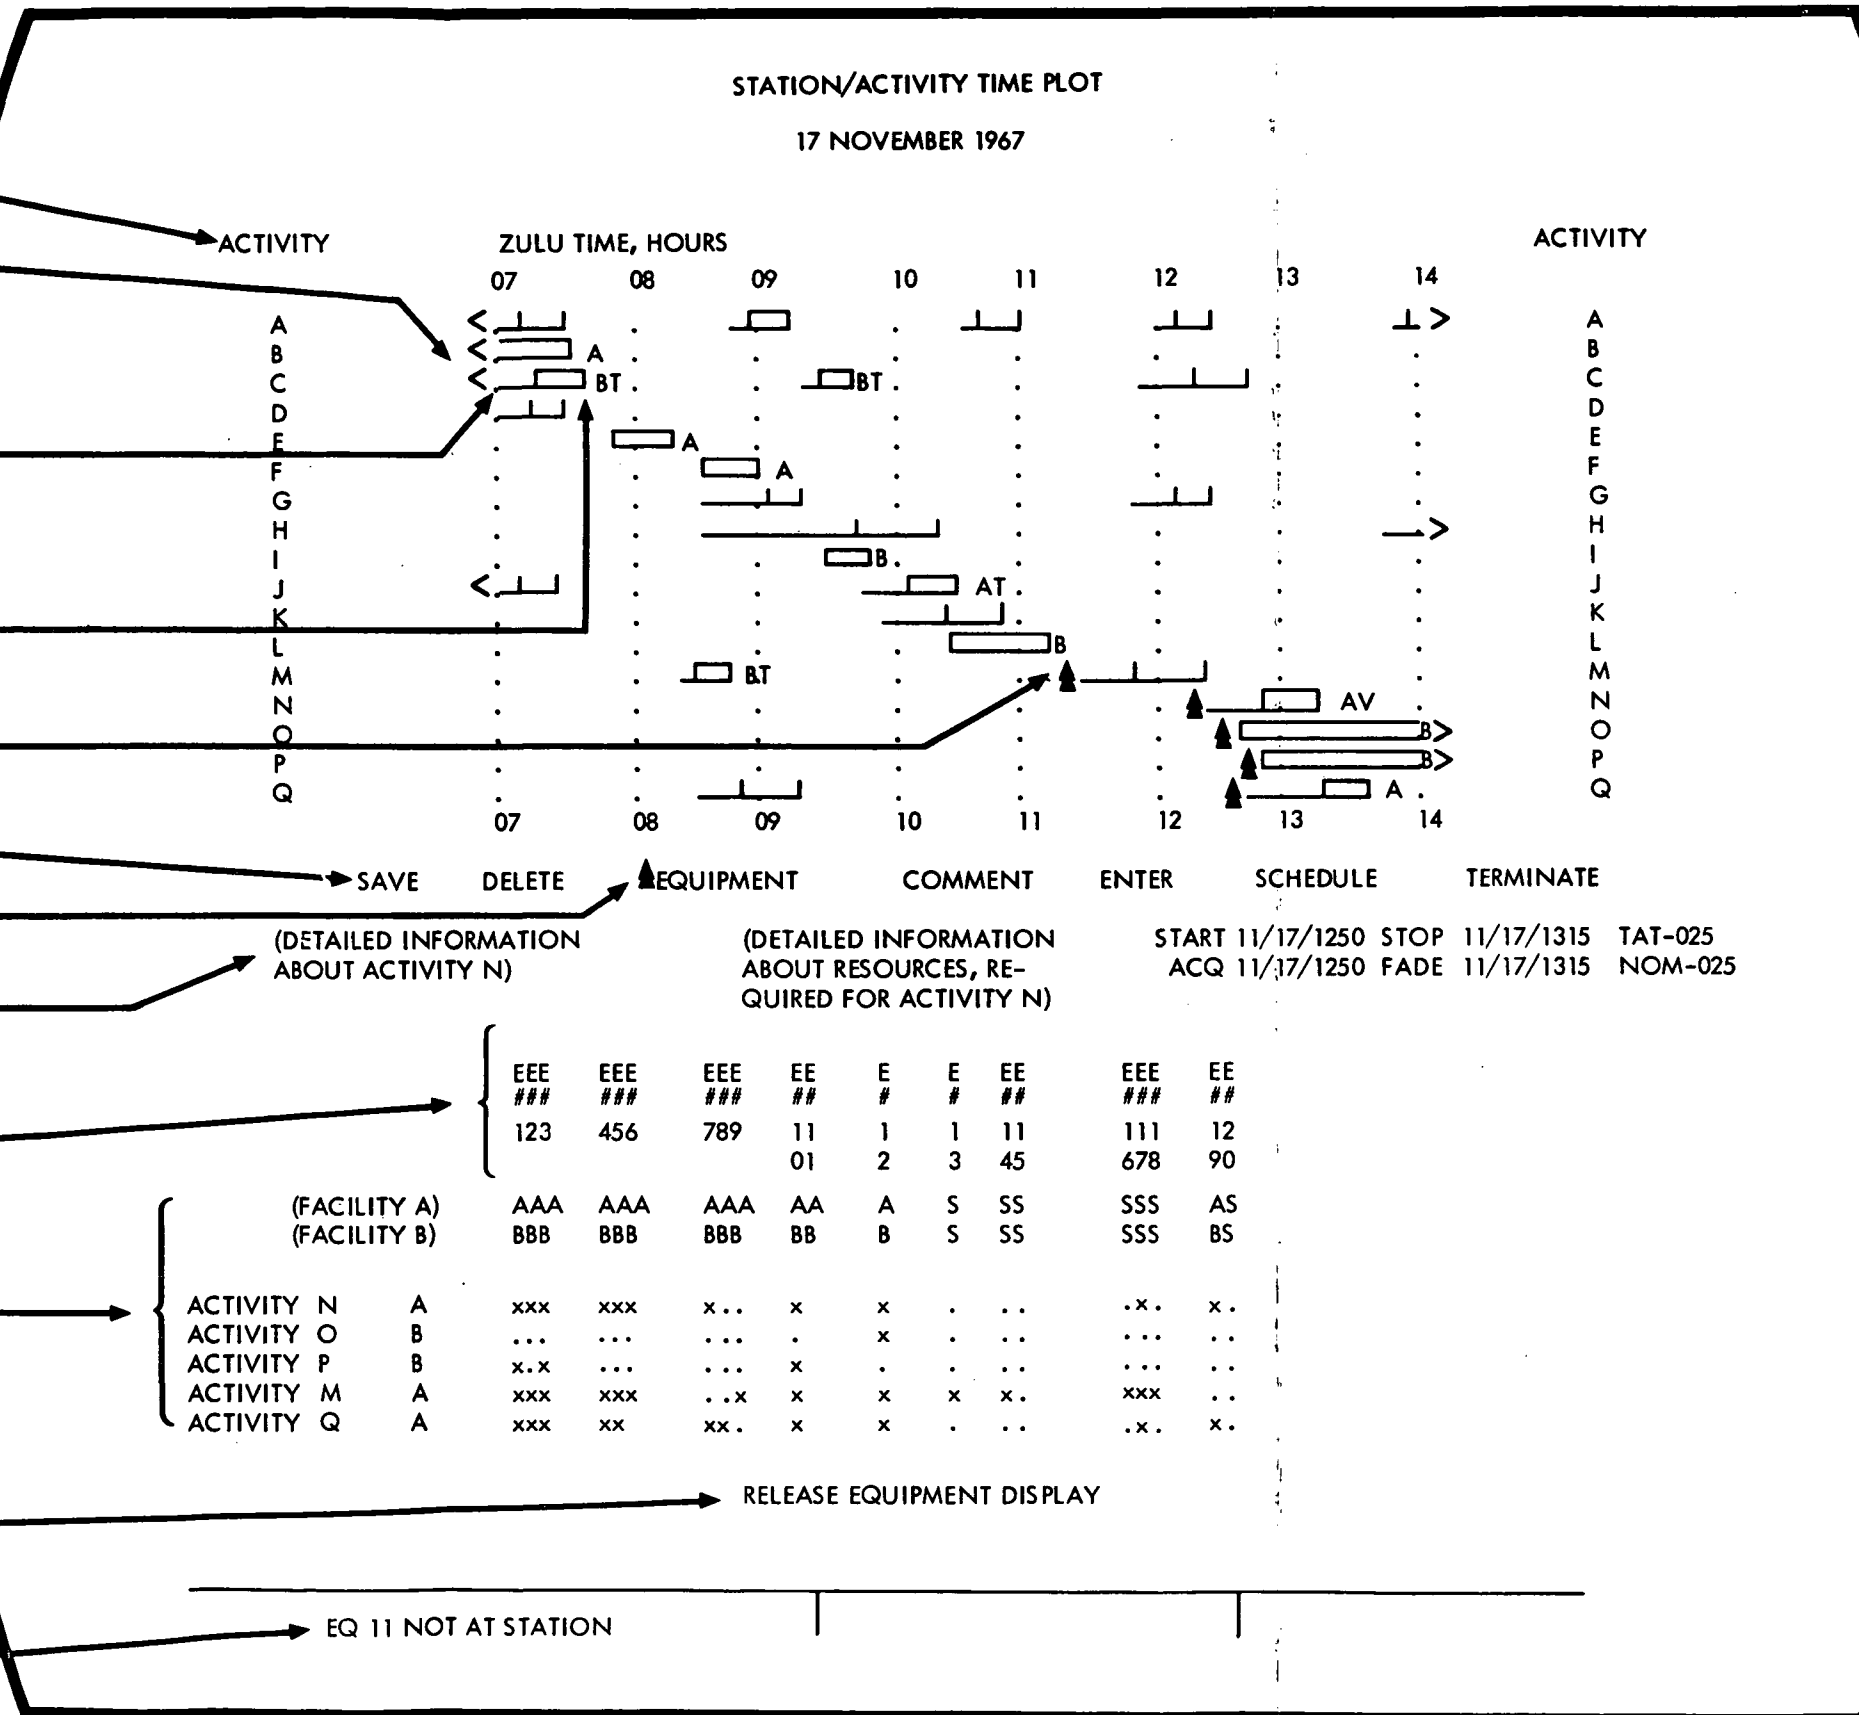 STATION/ACTIVITY TIME PLOT
17 NOVEMBER 1967
ACTIVITY ZULU TIME, HOURS ACTIVITY
07 08 09 10 11 12 13 14
A < > A
B < A B
C < BT BT C
D D
E A E
F A F
G G
H > H
I B I
J < AT J
K K
L B L
M BT M
N AV N
O B> O
P B> P
Q A Q
07 08 09 10 11 12 13 14
SAVE DELETE EQUIPMENT COMMENT ENTER SCHEDULE TERMINATE
(DETAILED INFORMATION (DETAILED INFORMATION START 11/17/1250 STOP 11/17/1315 TAT-025
ABOUT ACTIVITY N) ABOUT RESOURCES, RE- ACQ 11/17/1250 FADE 11/17/1315 NOM-025
QUIRED FOR ACTIVITY N)
EEE EEE EEE EE E E EE EEE EE
### ### ### ## # # ## ### ##
123 456 789 11 1 1 11 111 12
01 2 3 45 678 90
(FACILITY A) AAA AAA AAA AA A S SS SSS AS
(FACILITY B) BBB BBB BBB BB B S SS SSS BS
ACTIVITY N A xxx xxx x.. x x . .. .x. x.
ACTIVITY O B ... ... ... . x . .. ... ..
ACTIVITY P B x.x ... ... x . . .. ... ..
ACTIVITY M A xxx xxx ..x x x x x. xxx ..
ACTIVITY Q A xxx xx xx. x x . .. .x. x.
RELEASE EQUIPMENT DISPLAY
EQ 11 NOT AT STATION